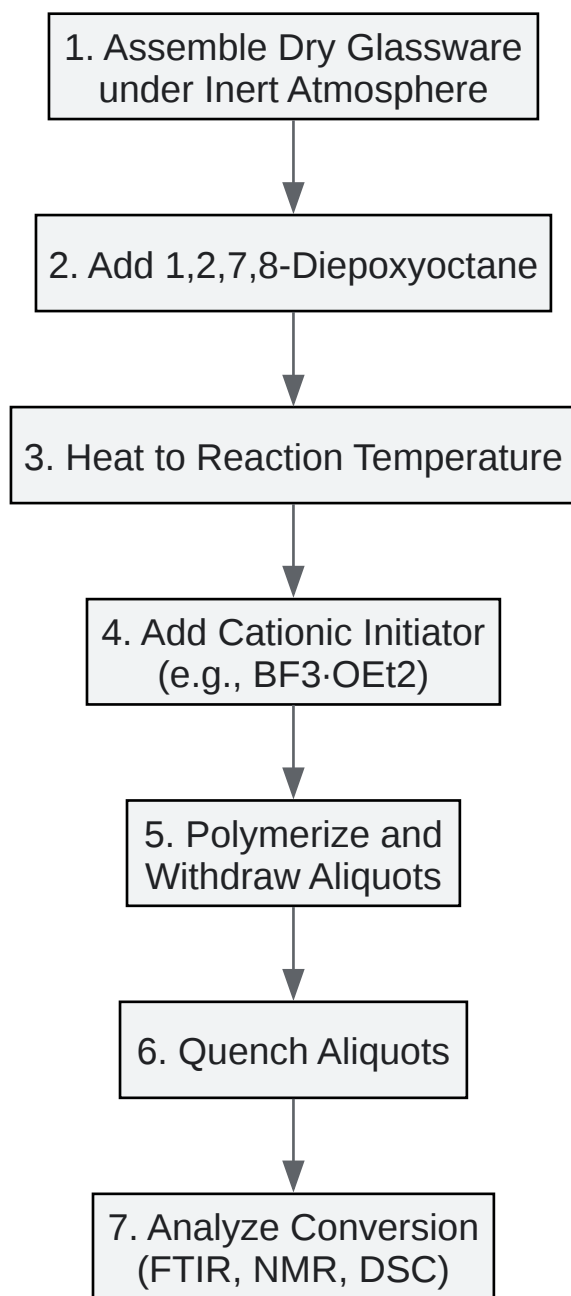 1. Assemble Dry Glassware
under Inert Atmosphere
2. Add 1,2,7,8-Diepoxyoctane
3. Heat to Reaction Temperature
4. Add Cationic Initiator
(e.g., BF3·OEt2)
5. Polymerize and
Withdraw Aliquots
6. Quench Aliquots
7. Analyze Conversion
(FTIR, NMR, DSC)